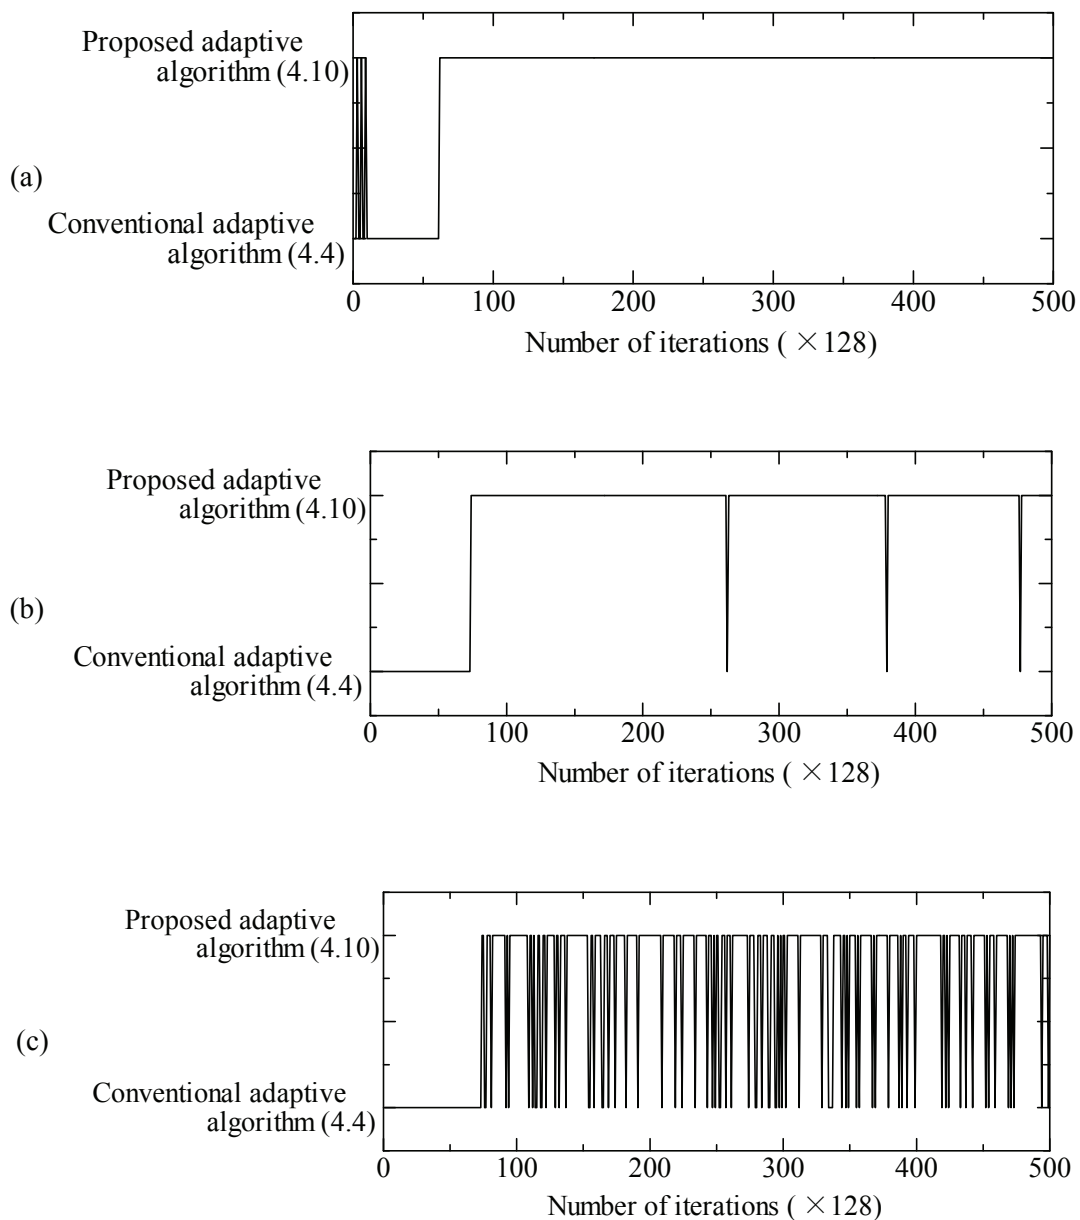 Proposed adaptive
algorithm (4.10)
(a)
Conventional adaptive
algorithm (4.4)
0 100 200 300 400 500
Number of iterations ( ×128)
Proposed adaptive
algorithm (4.10)
(b)
Conventional adaptive
algorithm (4.4)
0 100 200 300 400 500
Number of iterations ( ×128)
Proposed adaptive
algorithm (4.10)
(c)
Conventional adaptive
algorithm (4.4)
0 100 200 300 400 500
Number of iterations ( ×128)